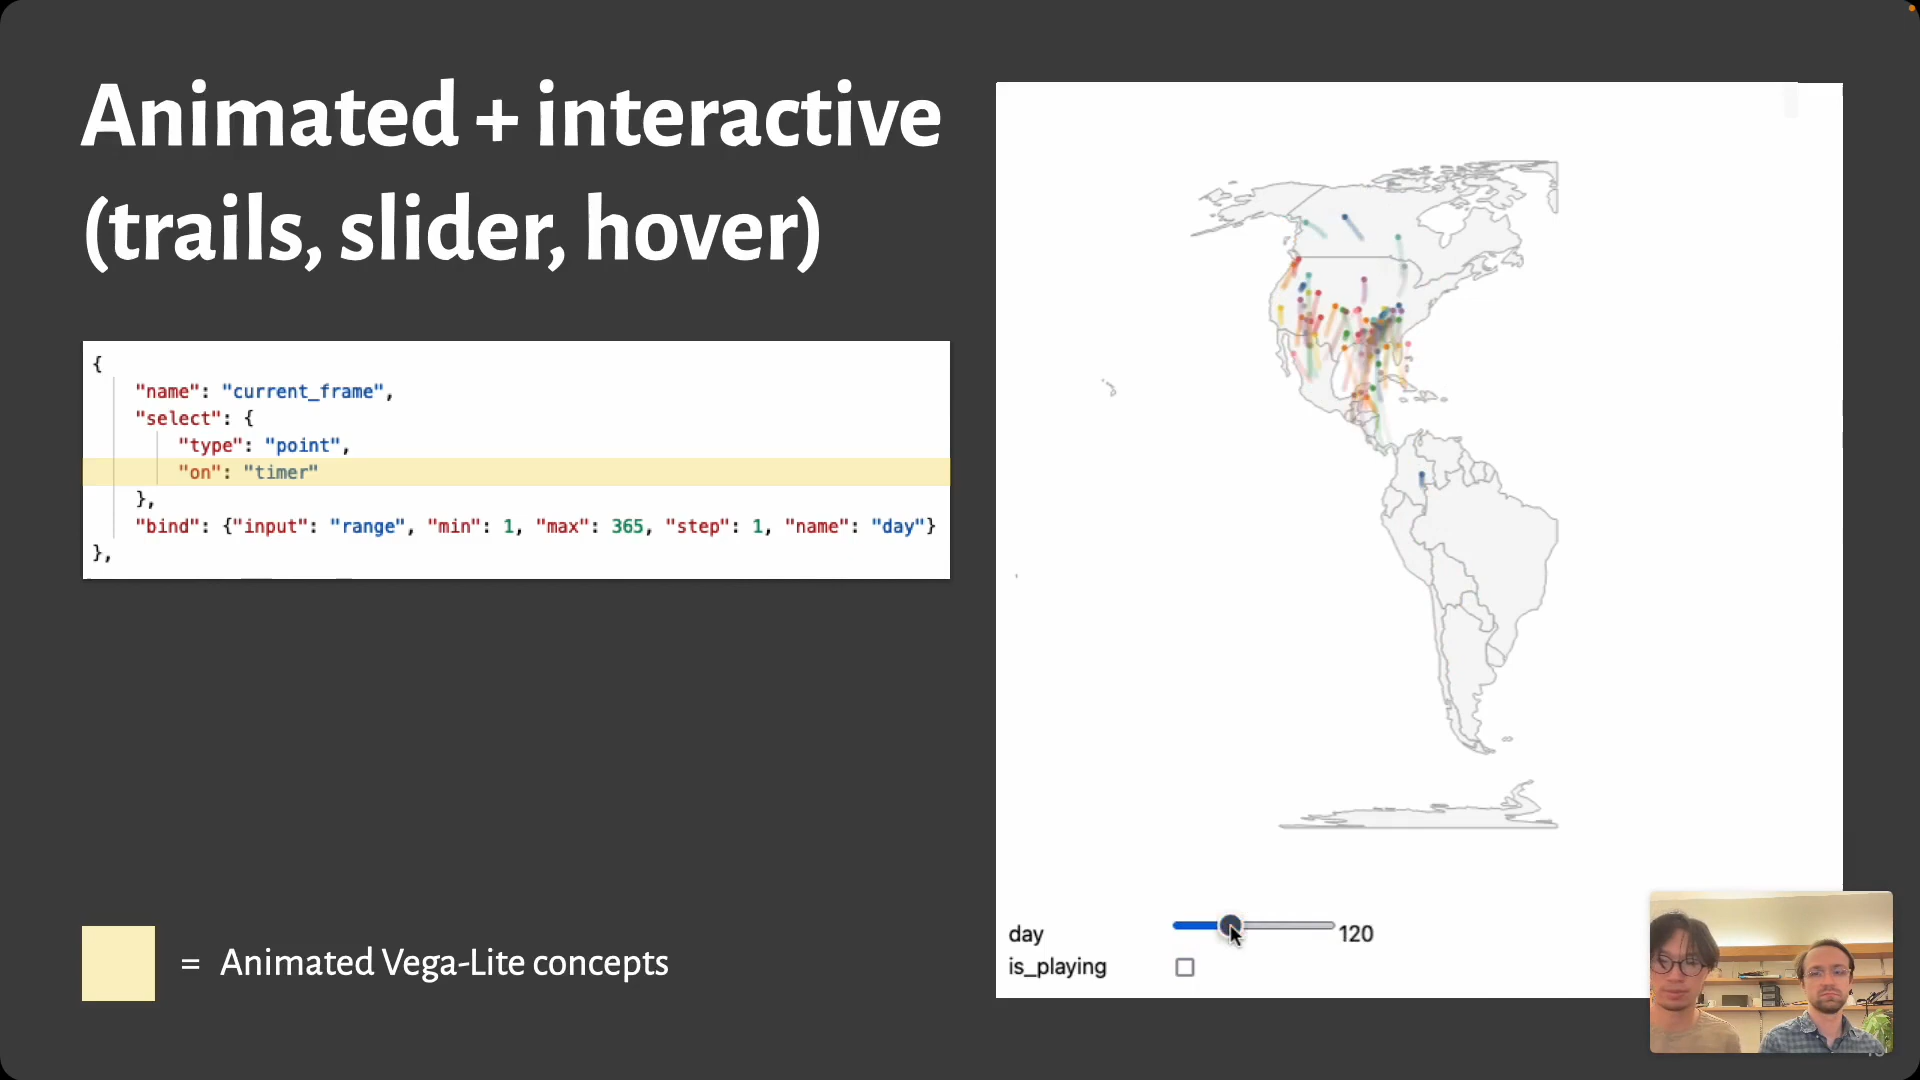 Animated + interactive
(trails, slider, hover)
{
"name": "current_frame",
"select": {
"type": "point",
"on": "timer"
},
"bind": {"input": "range", "min": 1, "max": 365, "step": 1, "name": "day"}
},
= Animated Vega-Lite concepts
day 120
is_playing